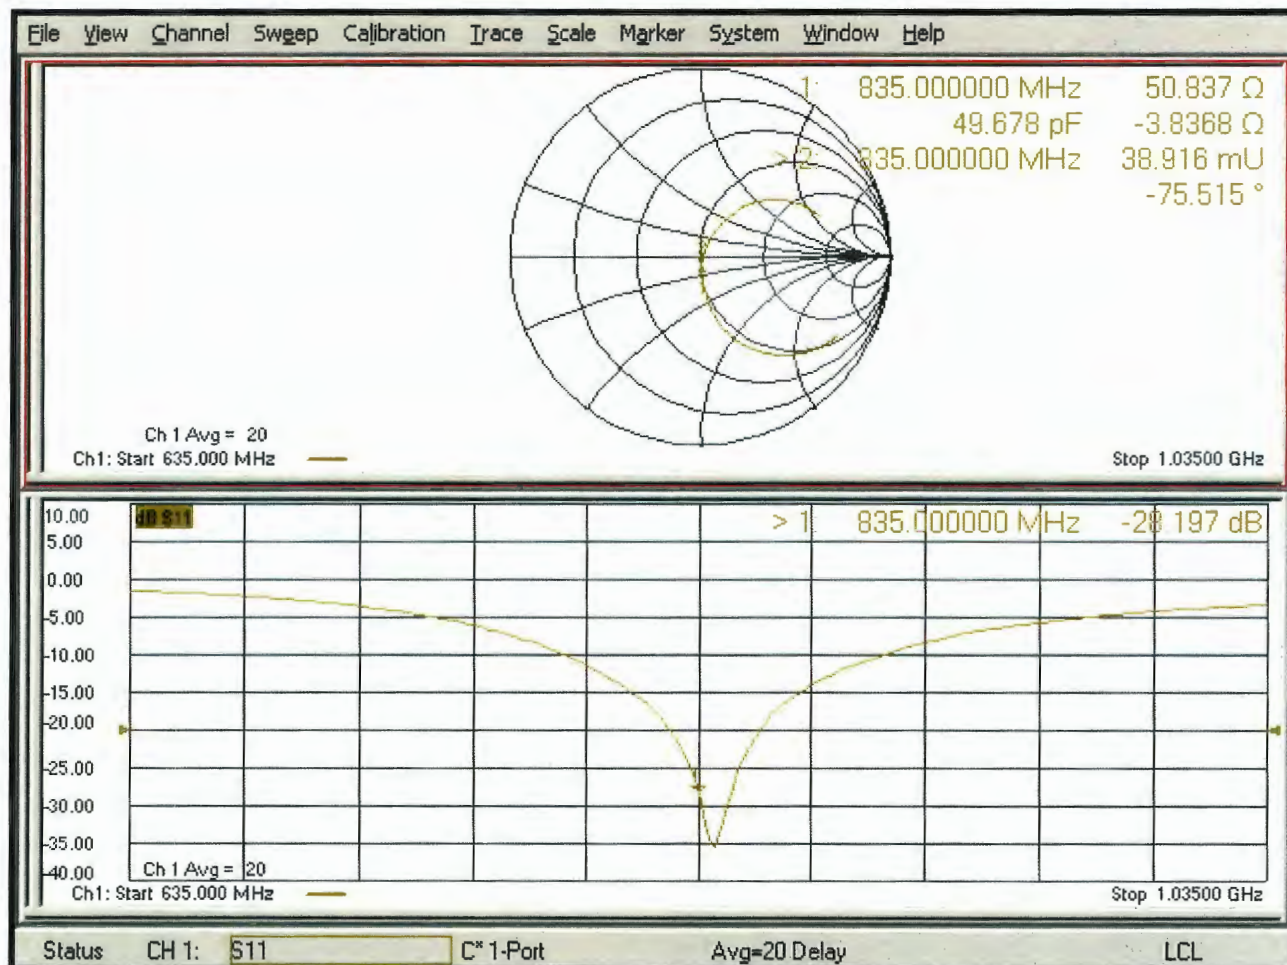 File View Channel Sweep Calibration Trace Scale Marker System Window Help
1: 835.000000 MHz 50.837 Ω
49.678 pF -3.8368 Ω
> 2: 835.000000 MHz 38.916 mU
-75.515 °
Ch 1 Avg = 20
Ch1: Start 635.000 MHz
Stop 1.03500 GHz
10.00
dB S11
> 1: 835.000000 MHz -28.197 dB
5.00
0.00
-5.00
-10.00
-15.00
-20.00
-25.00
-30.00
-35.00
-40.00
Ch 1 Avg = 20
Ch1: Start 635.000 MHz
Stop 1.03500 GHz
Status CH 1: S11 C* 1-Port Avg=20 Delay LCL